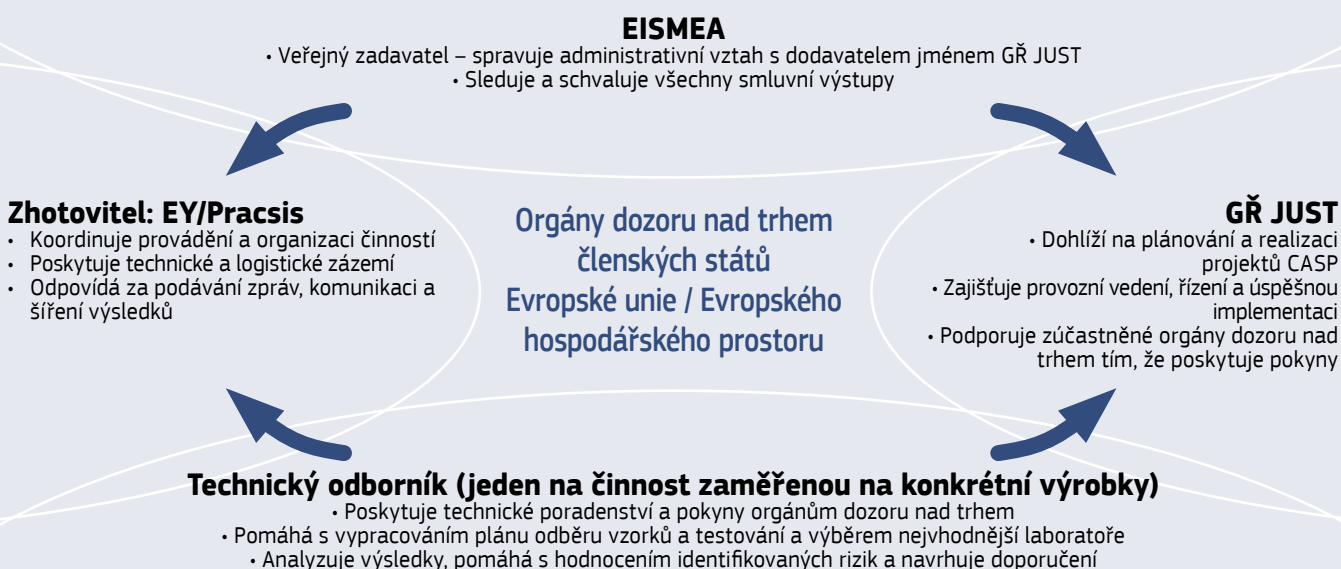 EISMEA
• Veřejný zadavatel – spravuje administrativní vztah s dodavatelem jménem GŘ JUST
• Sleduje a schvaluje všechny smluvní výstupy
Zhotovitel: EY/Pracsis
• Koordinuje provádění a organizaci činností
• Poskytuje technické a logistické zázemí
• Odpovídá za podávání zpráv, komunikaci a
šíření výsledků
Orgány dozoru nad trhem
členských států
Evropské unie / Evropského
hospodářského prostoru
GŘ JUST
• Dohlíží na plánování a realizaci
projektů CASP
• Zajišťuje provozní vedení, řízení a úspěšnou
implementaci
• Podporuje zúčastněné orgány dozoru nad
trhem tím, že poskytuje pokyny
Technický odborník (jeden na činnost zaměřenou na konkrétní výrobky)
• Poskytuje technické poradenství a pokyny orgánům dozoru nad trhem
• Pomáhá s vypracováním plánu odběru vzorků a testování a výběrem nejvhodnější laboratoře
• Analyzuje výsledky, pomáhá s hodnocením identifikovaných rizik a navrhuje doporučení